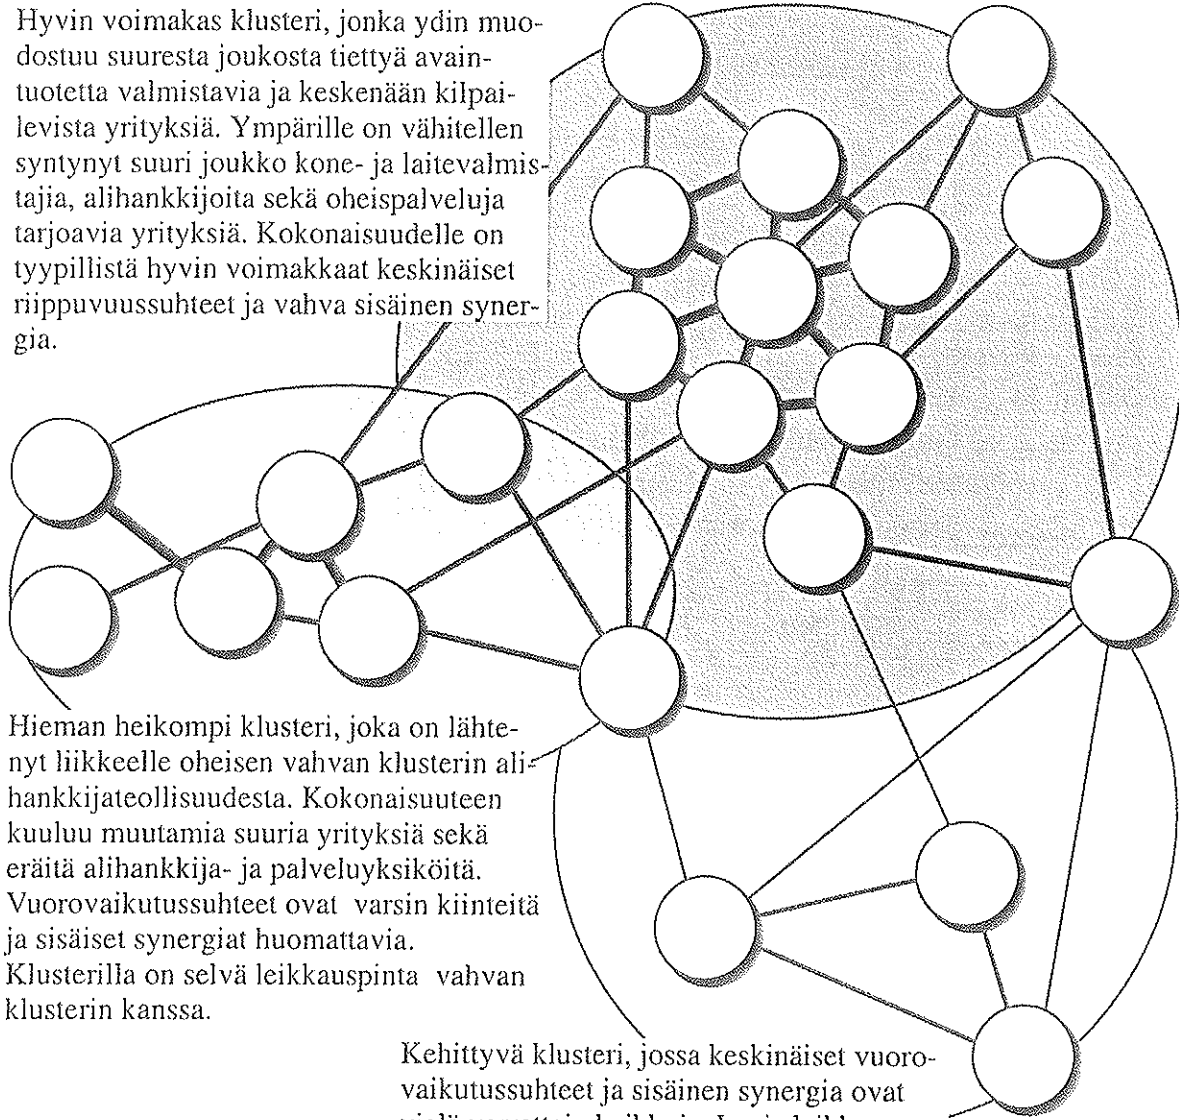 Hyvin voimakas klusteri, jonka ydin muo-
dostuu suuresta joukosta tiettyä avain-
tuotetta valmistavia ja keskenään kilpai-
levista yrityksiä. Ympärille on vähitellen
syntynyt suuri joukko kone- ja laitevalmis-
tajia, alihankkijoita sekä oheispalveluja
tarjoavia yrityksiä. Kokonaisuudelle on
tyypillistä hyvin voimakkaat keskinäiset
riippuvuussuhteet ja vahva sisäinen syner-
gia.
Hieman heikompi klusteri, joka on lähte-
nyt liikkeelle oheisen vahvan klusterin ali-
hankkijateollisuudesta. Kokonaisuuteen
kuuluu muutamia suuria yrityksiä sekä
eräitä alihankkija- ja palveluyksiköitä.
Vuorovaikutussuhteet ovat varsin kiinteitä
ja sisäiset synergiat huomattavia.
Klusterilla on selvä leikkauspinta vahvan
klusterin kanssa.
Kehittyvä klusteri, jossa keskinäiset vuoro-
vaikutussuhteet ja sisäinen synergia ovat